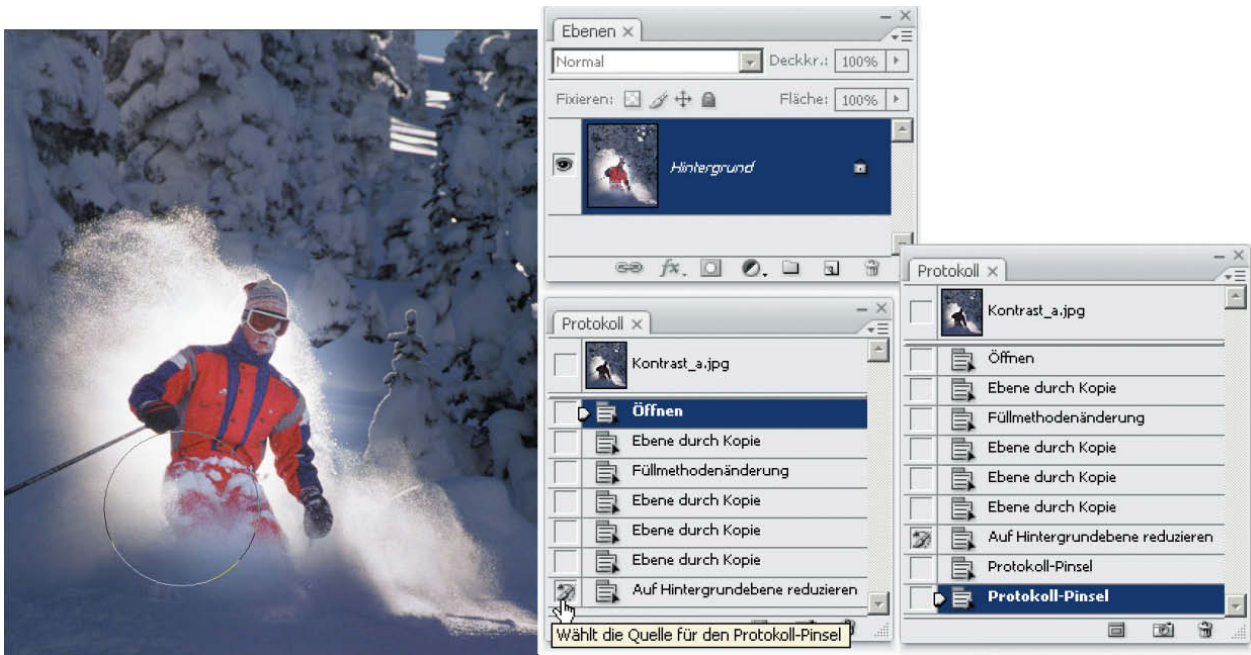 Ebenen
Normal
Deckkr.: 100%
Fixieren:
Fläche: 100%
Hintergrund
fx.
Protokoll
Kontrast_a.jpg
Öffnen
Ebene durch Kopie
Füllmethodenänderung
Ebene durch Kopie
Ebene durch Kopie
Ebene durch Kopie
Auf Hintergrundebene reduzieren
Wählt die Quelle für den Protokoll-Pinsel
Protokoll
Kontrast_a.jpg
Öffnen
Ebene durch Kopie
Füllmethodenänderung
Ebene durch Kopie
Ebene durch Kopie
Ebene durch Kopie
Auf Hintergrundebene reduzieren
Protokoll-Pinsel
Protokoll-Pinsel